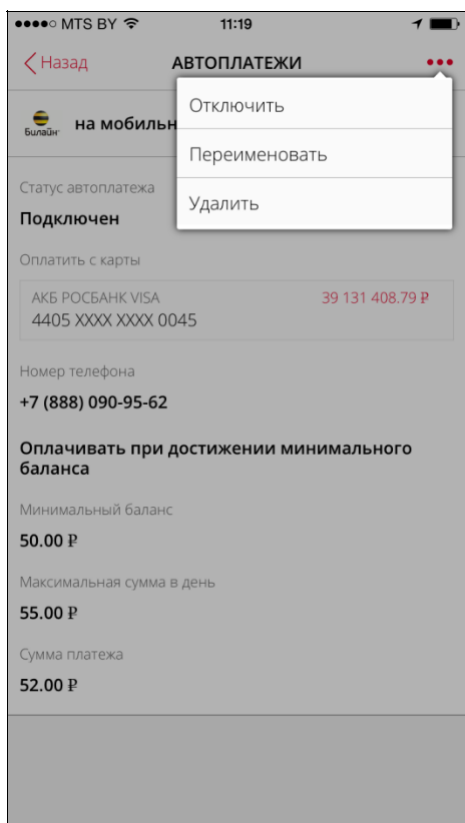 MTS BY 11:19
Назад АВТОПЛАТЕЖИ
Отключить
Билайн на мобильн
Переименовать
Удалить
Статус автоплатежа
Подключен
Оплатить с карты
АКБ РОСБАНК VISA 39 131 408.79 ₽
4405 XXXX XXXX 0045
Номер телефона
+7 (888) 090-95-62
Оплачивать при достижении минимального
баланса
Минимальный баланс
50.00 ₽
Максимальная сумма в день
55.00 ₽
Сумма платежа
52.00 ₽